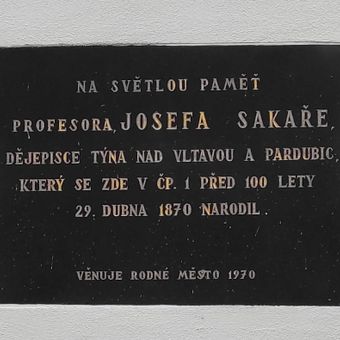 NA SVĚTLOU PAMĚŤ
PROFESORA, JOSEFA SAKAŘE,
DĚJEPISCE TÝNA NAD VLTAVOU A PARDUBIC,
KTERÝ SE ZDE V ČP. 1 PŘED 100 LETY
29. DUBNA 1870 NARODIL.
VĚNUJE RODNÉ MĚSTO 1970